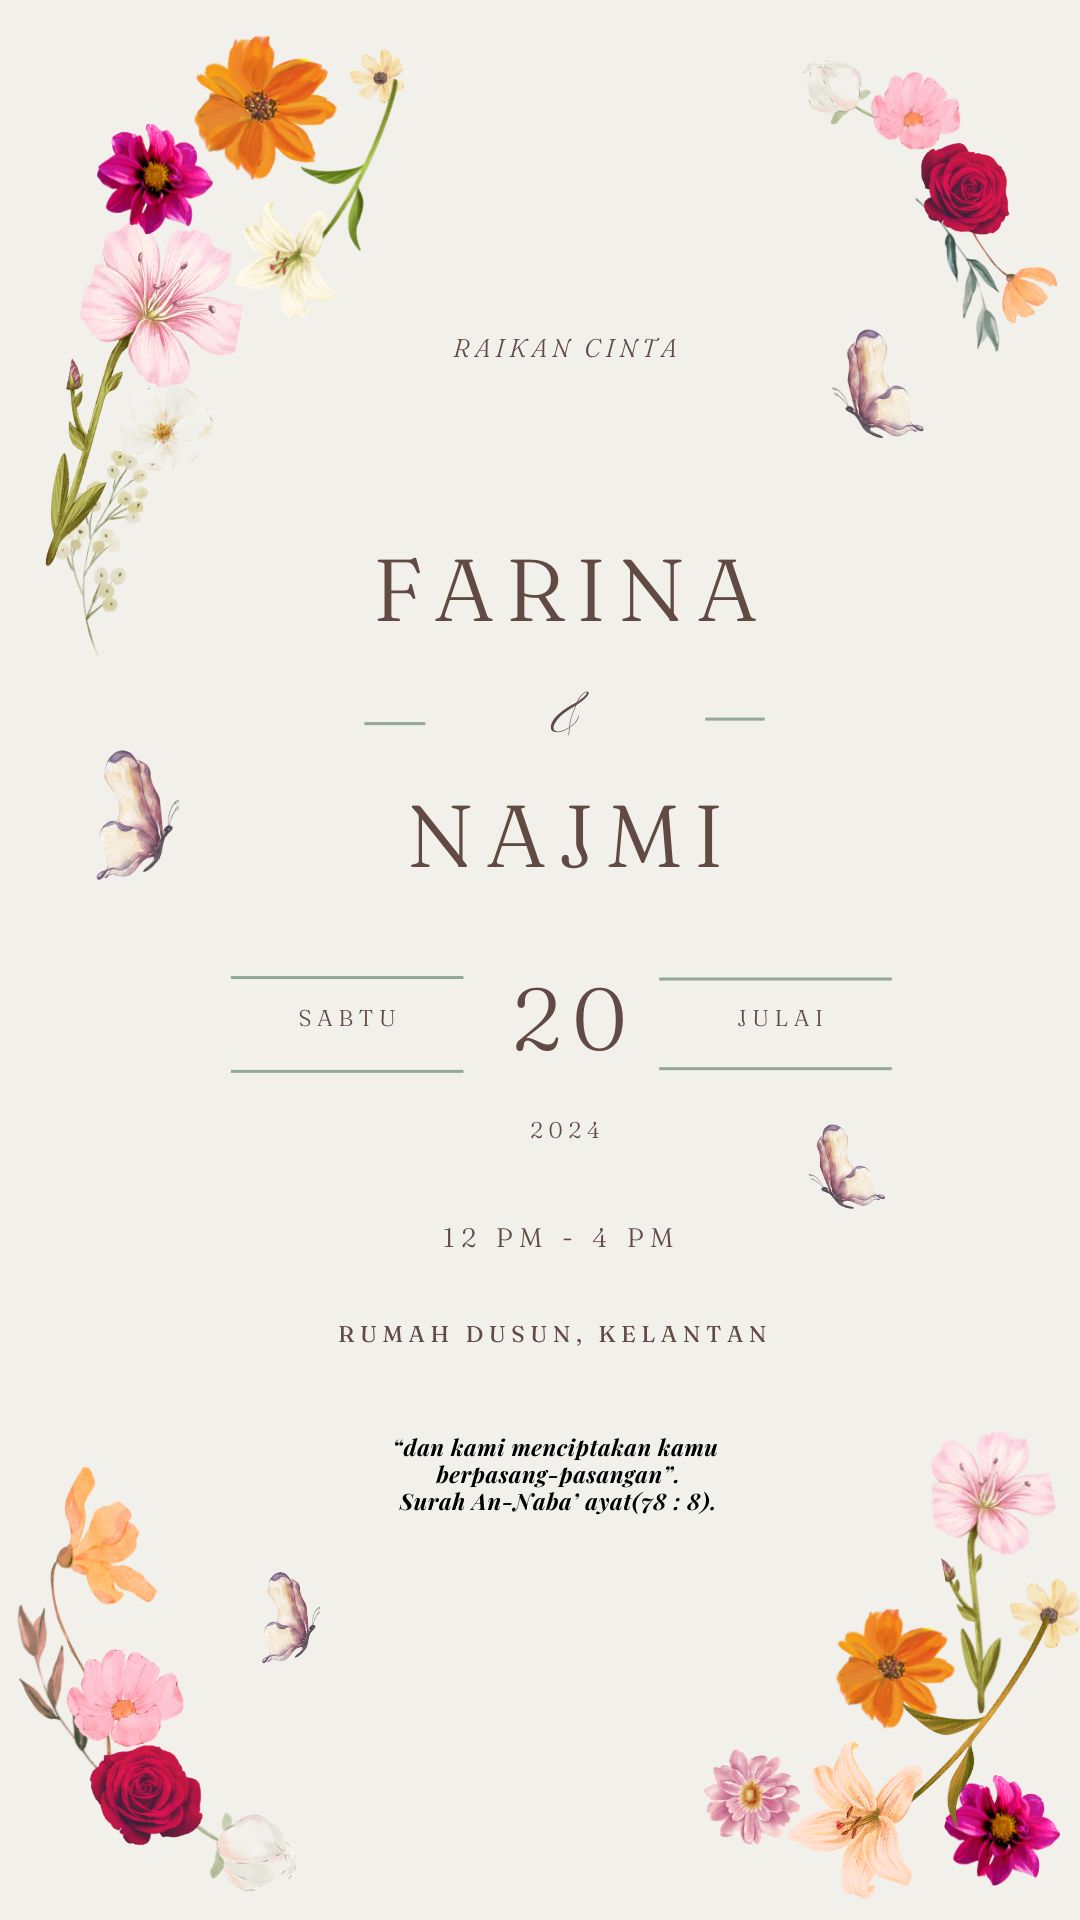 RAIKAN CINTA
FARINA
&
NAJMI
SABTU 20 JULAI
2024
12 PM - 4 PM
RUMAH DUSUN, KELANTAN
“dan kami menciptakan kamu
berpasang-pasangan”.
Surah An-Naba’ ayat(78 : 8).